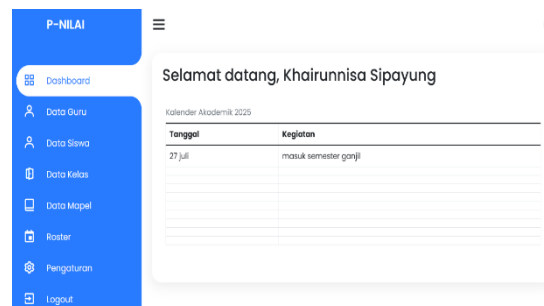 P-NILAI
Dashboard
Data Guru
Data Siswa
Data Kelas
Data Mapel
Roster
Pengaturan
Logout
Selamat datang, Khairunnisa Sipayung
Kalender Akademik 2025
Tanggal Kegiatan
27 juli masuk semester ganjil